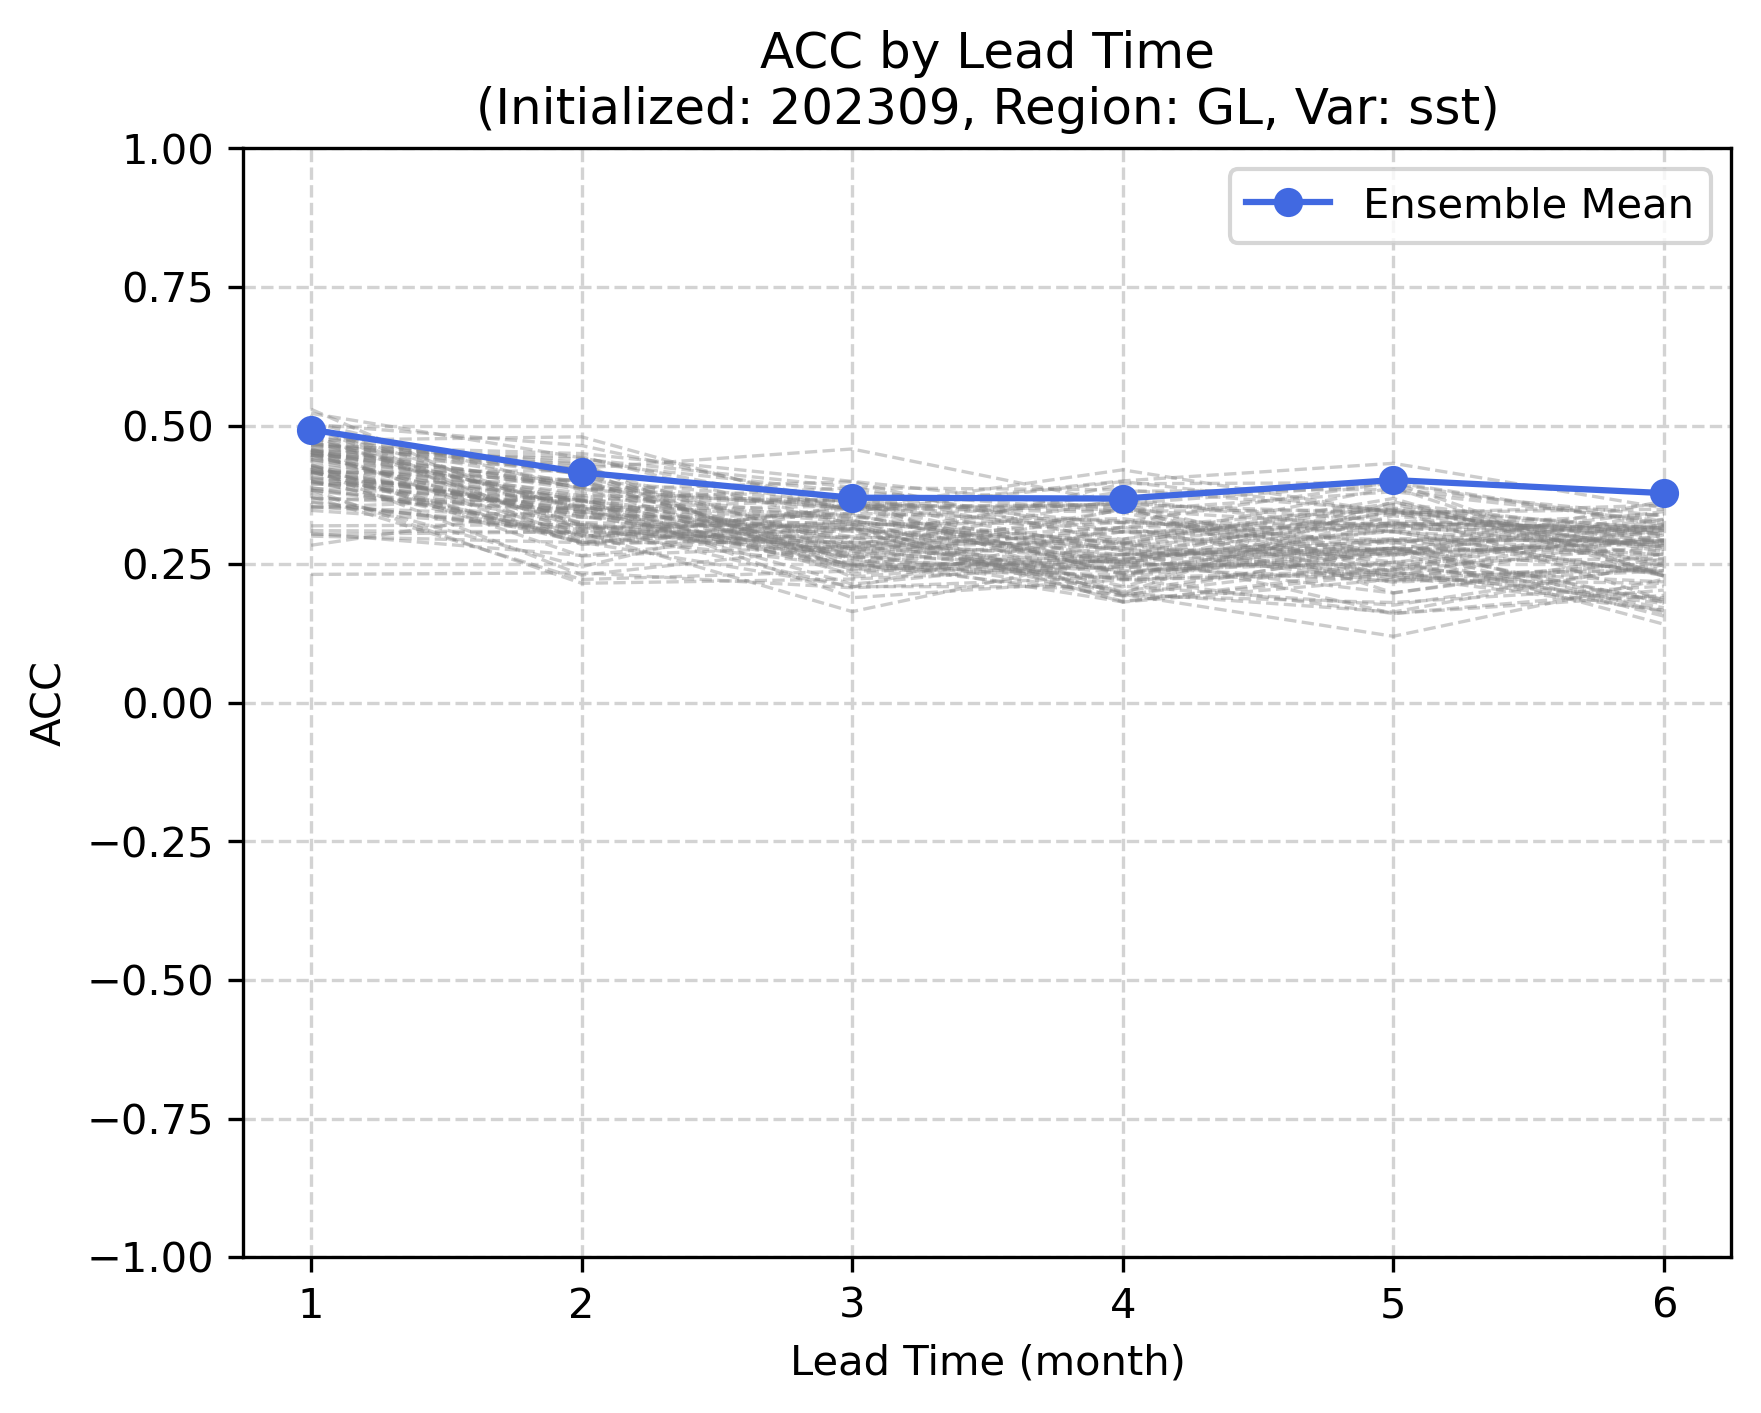 ACC by Lead Time
(Initialized: 202309, Region: GL, Var: sst)
Ensemble Mean
1.00
0.75
0.50
0.25
0.00
−0.25
−0.50
−0.75
−1.00
ACC
1 2 3 4 5 6
Lead Time (month)